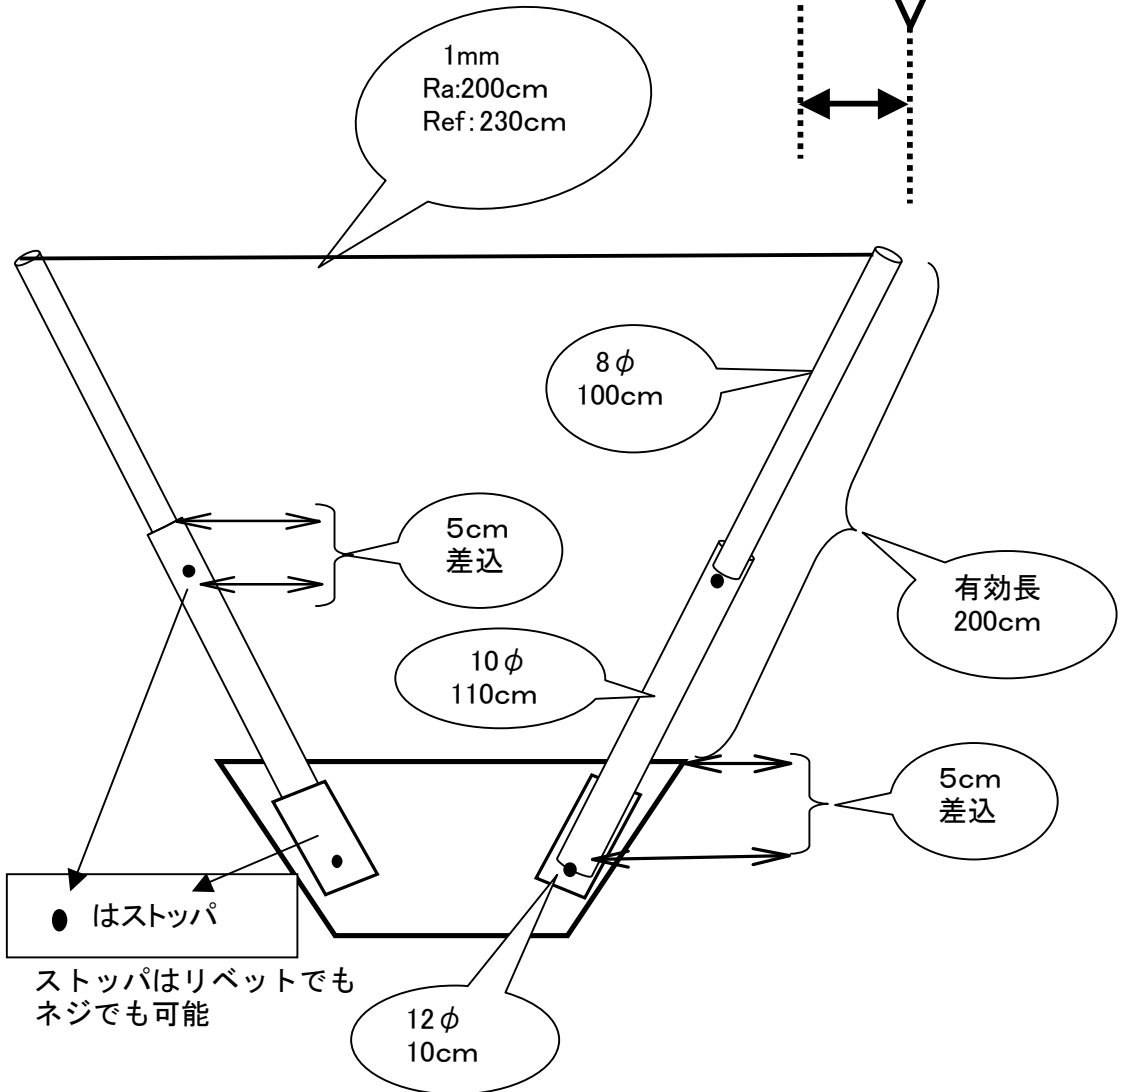 1mm
Ra:200cm
Ref:230cm
8φ
100cm
5cm
差込
有効長
200cm
10φ
110cm
5cm
差込
● はストッパ
ストッパはリベットでも
ネジでも可能
12φ
10cm